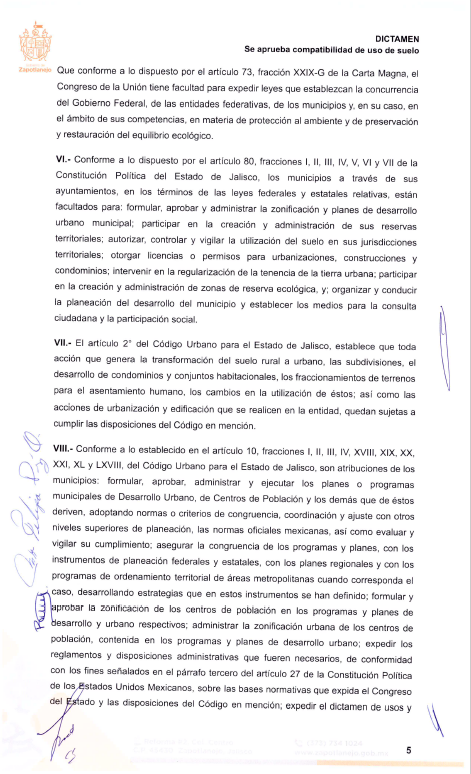 Zapotlanejo
DICTAMEN
Se aprueba compatibilidad de uso de suelo
Que conforme a lo dispuesto por el artículo 73, fracción XXIX-G de la Carta Magna, el
Congreso de la Unión tiene facultad para expedir leyes que establezcan la concurrencia
del Gobierno Federal, de las entidades federativas, de los municipios y, en su caso, en
el ámbito de sus competencias, en materia de protección al ambiente y de preservación
y restauración del equilibrio ecológico.
VI.- Conforme a lo dispuesto por el artículo 80, fracciones I, II, III, IV, V, VI y VII de la
Constitución Política del Estado de Jalisco, los municipios a través de sus
ayuntamientos, en los términos de las leyes federales y estatales relativas, están
facultados para: formular, aprobar y administrar la zonificación y planes de desarrollo
urbano municipal; participar en la creación y administración de sus reservas
territoriales; autorizar, controlar y vigilar la utilización del suelo en sus jurisdicciones
territoriales; otorgar licencias o permisos para urbanizaciones, construcciones y
condominios; intervenir en la regularización de la tenencia de la tierra urbana; participar
en la creación y administración de zonas de reserva ecológica, y; organizar y conducir
la planeación del desarrollo del municipio y establecer los medios para la consulta
ciudadana y la participación social.
VII.- El artículo 2° del Código Urbano para el Estado de Jalisco, establece que toda
acción que genera la transformación del suelo rural a urbano, las subdivisiones, el
desarrollo de condominios y conjuntos habitacionales, los fraccionamientos de terrenos
para el asentamiento humano, los cambios en la utilización de éstos; así como las
acciones de urbanización y edificación que se realicen en la entidad, quedan sujetas a
cumplir las disposiciones del Código en mención.
VIII.- Conforme a lo establecido en el artículo 10, fracciones I, II, III, IV, XVIII, XIX, XX,
XXI, XL y LXVIII, del Código Urbano para el Estado de Jalisco, son atribuciones de los
municipios: formular, aprobar, administrar y ejecutar los planes o programas
municipales de Desarrollo Urbano, de Centros de Población y los demás que de éstos
deriven, adoptando normas o criterios de congruencia, coordinación y ajuste con otros
niveles superiores de planeación, las normas oficiales mexicanas, así como evaluar y
vigilar su cumplimiento; asegurar la congruencia de los programas y planes, con los
instrumentos de planeación federales y estatales, con los planes regionales y con los
programas de ordenamiento territorial de áreas metropolitanas cuando corresponda el
caso, desarrollando estrategias que en estos instrumentos se han definido; formular y
aprobar la zonificación de los centros de población en los programas y planes de
desarrollo y urbano respectivos; administrar la zonificación urbana de los centros de
población, contenida en los programas y planes de desarrollo urbano; expedir los
reglamentos y disposiciones administrativas que fueren necesarios, de conformidad
con los fines señalados en el párrafo tercero del artículo 27 de la Constitución Política
de los Estados Unidos Mexicanos, sobre las bases normativas que expida el Congreso
del Estado y las disposiciones del Código en mención; expedir el dictamen de usos y
5